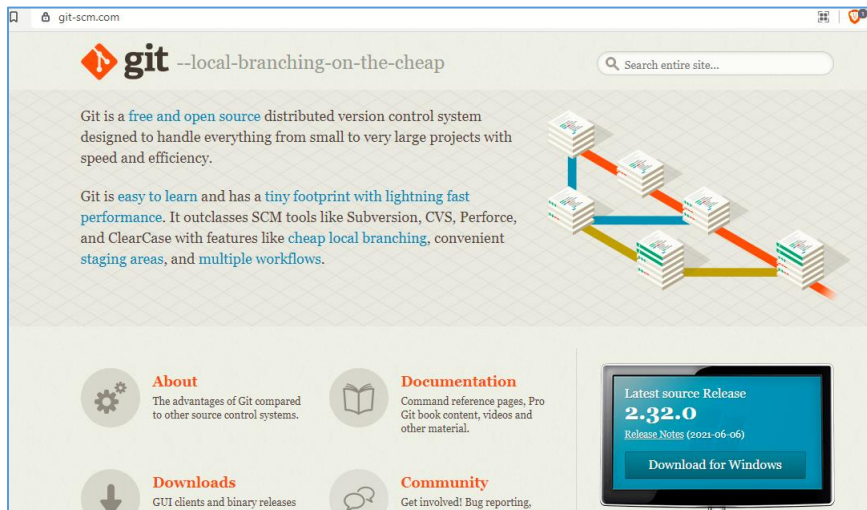 git-scm.com
1
git --local-branching-on-the-cheap
Search entire site...
Git is a free and open source distributed version control system
designed to handle everything from small to very large projects with
speed and efficiency.
Git is easy to learn and has a tiny footprint with lightning fast
performance. It outclasses SCM tools like Subversion, CVS, Perforce,
and ClearCase with features like cheap local branching, convenient
staging areas, and multiple workflows.
About
The advantages of Git compared
to other source control systems.
Documentation
Command reference pages, Pro
Git book content, videos and
other material.
Downloads
GUI clients and binary releases
Community
Get involved! Bug reporting,
Latest source Release
2.32.0
Release Notes (2021-06-06)
Download for Windows